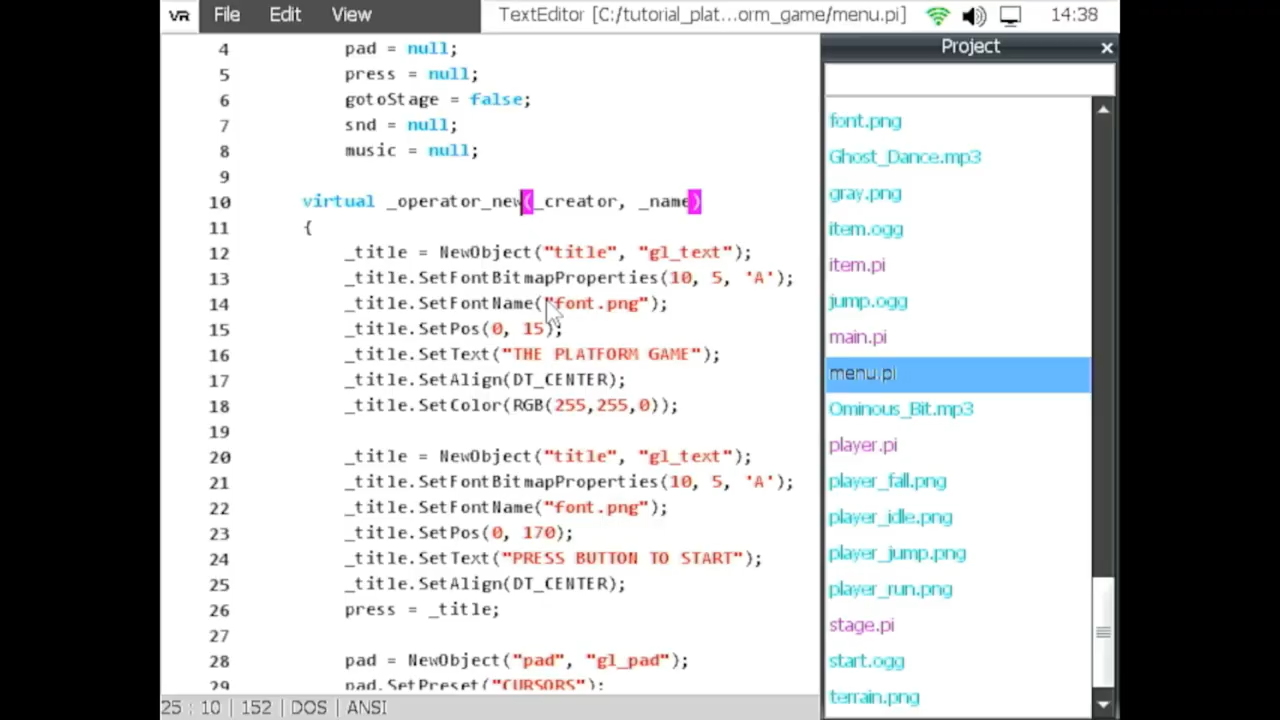 VR File Edit View TextEditor [C:/tutorial_plat...orm_game/menu.pi] 14:38
4 pad = null;
5 press = null;
6 gotoStage = false;
7 snd = null;
8 music = null;
9
10 virtual _operator_new(_creator, _name)
11 {
12 _title = NewObject("title", "gl_text");
13 _title.SetFontBitmapProperties(10, 5, 'A');
14 _title.SetFontName("font.png");
15 _title.SetPos(0, 15);
16 _title.SetText("THE PLATFORM GAME");
17 _title.SetAlign(DT_CENTER);
18 _title.SetColor(RGB(255,255,0));
19
20 _title = NewObject("title", "gl_text");
21 _title.SetFontBitmapProperties(10, 5, 'A');
22 _title.SetFontName("font.png");
23 _title.SetPos(0, 170);
24 _title.SetText("PRESS BUTTON TO START");
25 _title.SetAlign(DT_CENTER);
26 press = _title;
27
28 pad = NewObject("pad", "gl_pad");
29 pad.SetPreset("CURSORS");
25 : 10 | 152 | DOS | ANSI
Project ×
font.png
Ghost_Dance.mp3
gray.png
item.ogg
item.pi
jump.ogg
main.pi
menu.pi
Ominous_Bit.mp3
player.pi
player_fall.png
player_idle.png
player_jump.png
player_run.png
stage.pi
start.ogg
terrain.png